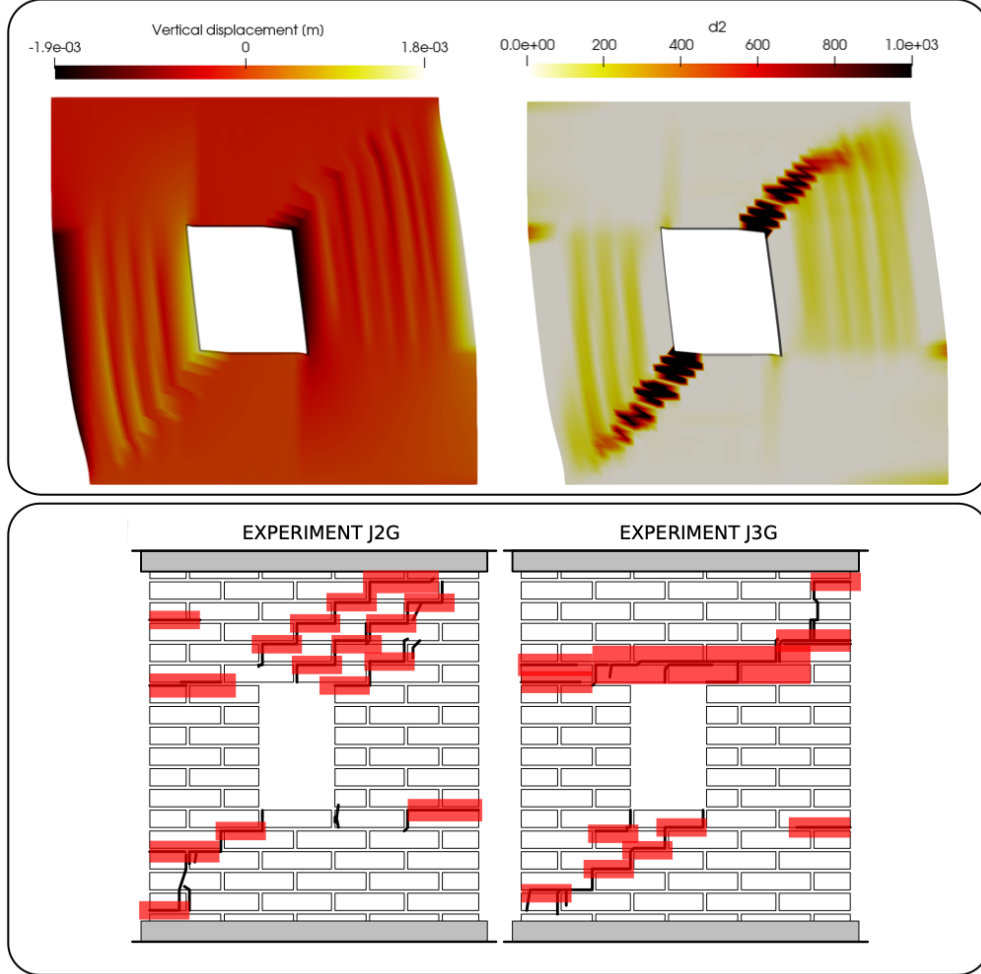 Vertical displacement (m)
-1.9e-03 0 1.8e-03
d2
0.0e+00 200 400 600 800 1.0e+03
EXPERIMENT J2G
EXPERIMENT J3G